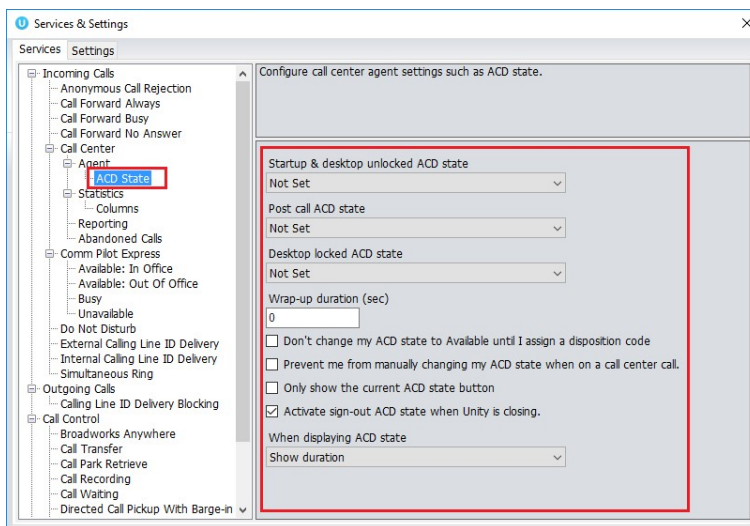 Services & Settings
Services Settings
Incoming Calls
Anonymous Call Rejection
Call Forward Always
Call Forward Busy
Call Forward No Answer
Call Center
Agent
ACD State
Statistics
Columns
Reporting
Abandoned Calls
Comm Pilot Express
Available: In Office
Available: Out Of Office
Busy
Unavailable
Do Not Disturb
External Calling Line ID Delivery
Internal Calling Line ID Delivery
Simultaneous Ring
Outgoing Calls
Calling Line ID Delivery Blocking
Call Control
Broadworks Anywhere
Call Transfer
Call Park Retrieve
Call Recording
Call Waiting
Directed Call Pickup With Barge-in
Configure call center agent settings such as ACD state.
Startup & desktop unlocked ACD state
Not Set
Post call ACD state
Not Set
Desktop locked ACD state
Not Set
Wrap-up duration (sec)
0
Don't change my ACD state to Available until I assign a disposition code
Prevent me from manually changing my ACD state when on a call center call.
Only show the current ACD state button
Activate sign-out ACD state when Unity is closing.
When displaying ACD state
Show duration